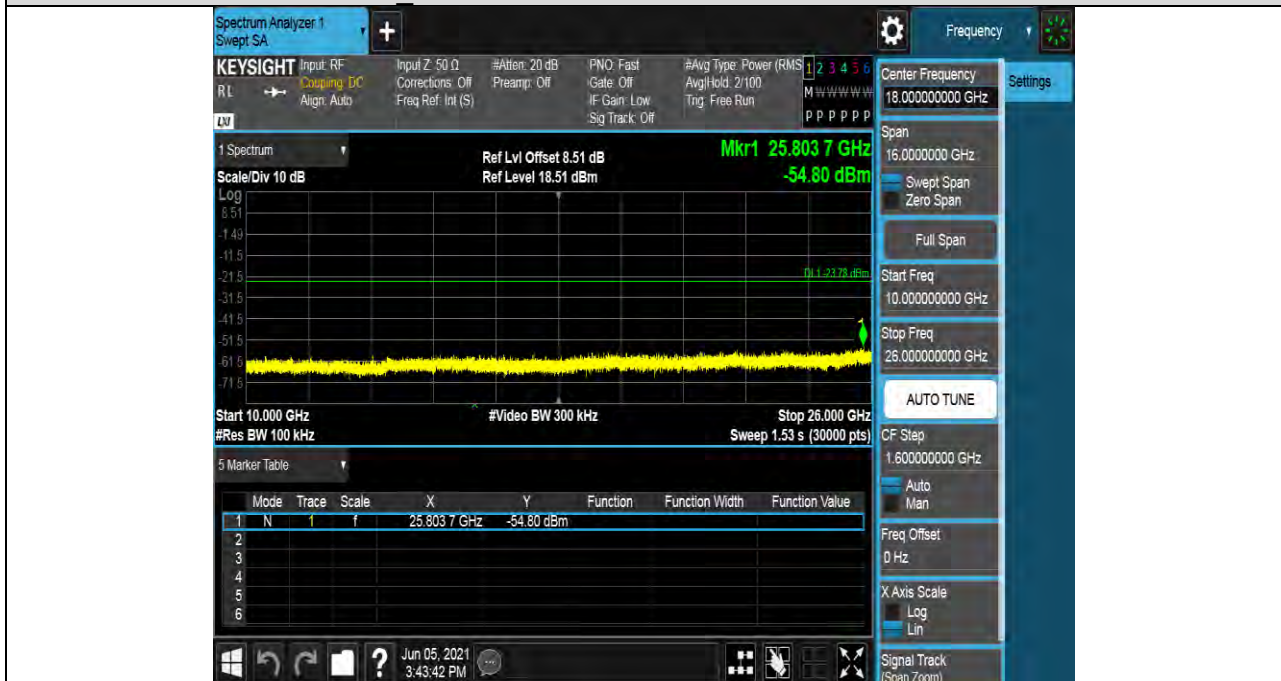 Spectrum Analyzer 1
Swept SA
+
Frequency
KEYSIGHT
RL
LXI
Input: RF
Coupling: DC
Align: Auto
Input Z: 50 Ω
Corrections: Off
Freq Ref: Int (S)
#Atten: 20 dB
Preamp: Off
PNO: Fast
Gate: Off
IF Gain: Low
Sig Track: Off
#Avg Type: Power (RMS
Avg|Hold: 2/100
Trig: Free Run
1 2 3 4 5 6
M W W W W W
P P P P P P
1 Spectrum
Scale/Div 10 dB
Ref Lvl Offset 8.51 dB
Ref Level 18.51 dBm
Mkr1 25.803 7 GHz
-54.80 dBm
Log
8.51
-1.49
-11.5
-21.5
DL1 -23.78 dBm
-31.5
-41.5
1
-51.5
-61.5
-71.5
Start 10.000 GHz
#Video BW 300 kHz
Stop 26.000 GHz
#Res BW 100 kHz
Sweep 1.53 s (30000 pts)
5 Marker Table
Mode Trace Scale X Y Function Function Width Function Value
1 N 1 f 25.803 7 GHz -54.80 dBm
2
3
4
5
6
?
Jun 05, 2021
3:43:42 PM
Center Frequency
18.000000000 GHz
Settings
Span
16.0000000 GHz
Swept Span
Zero Span
Full Span
Start Freq
10.000000000 GHz
Stop Freq
26.000000000 GHz
AUTO TUNE
CF Step
1.600000000 GHz
Auto
Man
Freq Offset
0 Hz
X Axis Scale
Log
Lin
Signal Track
(Span Zoom)